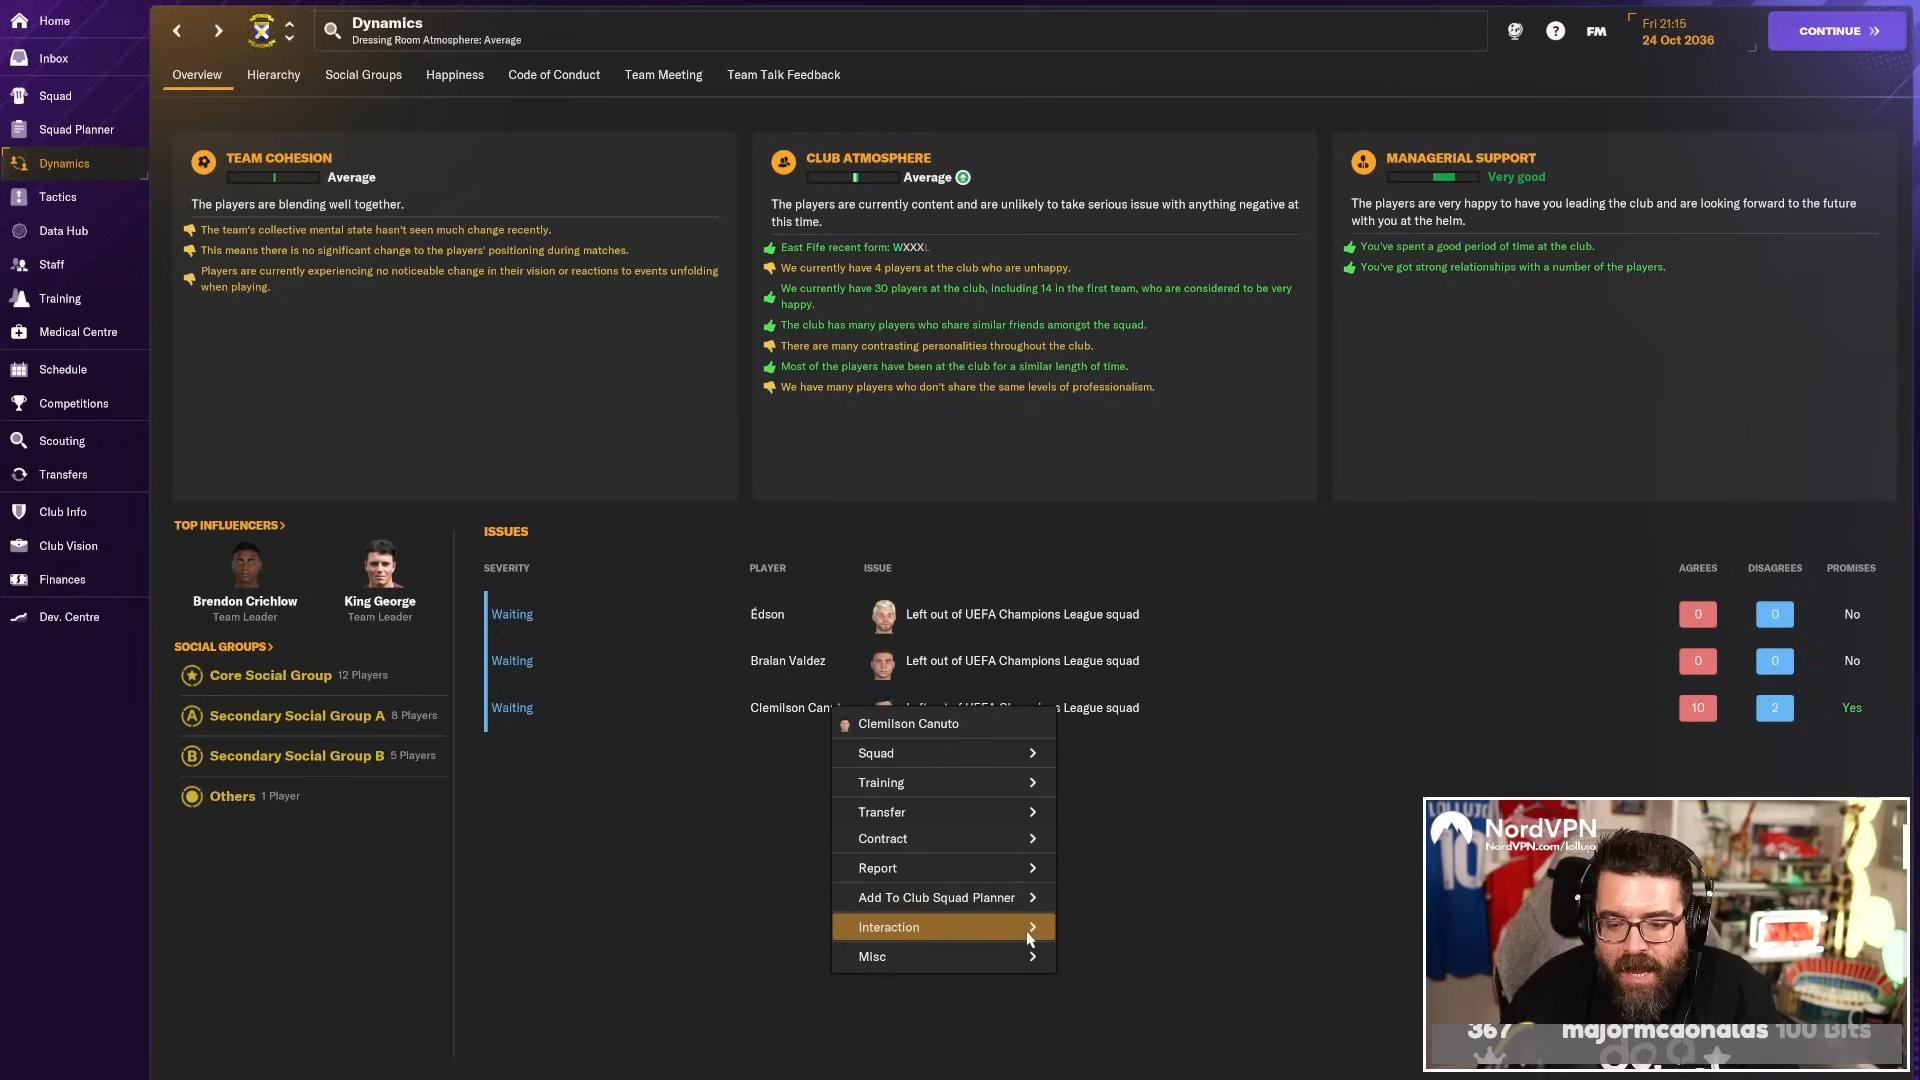 Home
Inbox
Squad
Squad Planner
Dynamics
Tactics
Data Hub
Staff
Training
Medical Centre
Schedule
Competitions
Scouting
Transfers
Club Info
Club Vision
Finances
Dev. Centre
Dynamics
Dressing Room Atmosphere: Average
?
FM
Fri 21:15
24 Oct 2036
CONTINUE
Overview
Hierarchy
Social Groups
Happiness
Code of Conduct
Team Meeting
Team Talk Feedback
TEAM COHESION
Average
The players are blending well together.
The team's collective mental state hasn't seen much change recently.
This means there is no significant change to the players' positioning during matches.
Players are currently experiencing no noticeable change in their vision or reactions to events unfolding
when playing.
CLUB ATMOSPHERE
Average
The players are currently content and are unlikely to take serious issue with anything negative at
this time.
East Fife recent form: WXXXL
We currently have 4 players at the club who are unhappy.
We currently have 30 players at the club, including 14 in the first team, who are considered to be very
happy.
The club has many players who share similar friends amongst the squad.
There are many contrasting personalities throughout the club.
Most of the players have been at the club for a similar length of time.
We have many players who don't share the same levels of professionalism.
MANAGERIAL SUPPORT
Very good
The players are very happy to have you leading the club and are looking forward to the future
with you at the helm.
You've spent a good period of time at the club.
You've got strong relationships with a number of the players.
TOP INFLUENCERS>
Brendon Crichlow
Team Leader
King George
Team Leader
SOCIAL GROUPS>
Core Social Group 12 Players
A Secondary Social Group A 8 Players
B Secondary Social Group B 5 Players
Others 1 Player
ISSUES
SEVERITY PLAYER ISSUE AGREES DISAGREES PROMISES
Waiting Édson Left out of UEFA Champions League squad 0 0 No
Waiting Braian Valdez Left out of UEFA Champions League squad 0 0 No
Waiting Clemilson Can League squad 10 2 Yes
Clemilson Canuto
Squad
Training
Transfer
Contract
Report
Add To Club Squad Planner
Interaction
Misc
LOLLUJO
10
NordVPN
NordVPN.com/lollujo
367 majormcdonalds 100 Bits